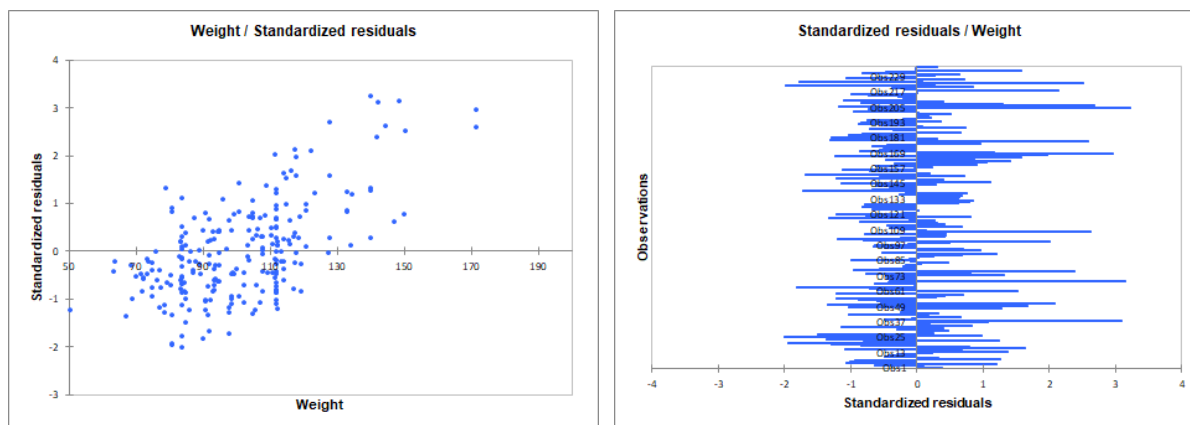 Weight / Standardized residuals
Standardized residuals
4
3
2
1
0
-1
-2
-3
50
70
90
110
130
150
170
190
Weight
Standardized residuals / Weight
Observations
Obs229
Obs217
Obs205
Obs193
Obs181
Obs169
Obs157
Obs145
Obs133
Obs121
Obs109
Obs97
Obs85
Obs73
Obs61
Obs49
Obs37
Obs25
Obs13
Obs1
-4
-3
-2
-1
0
1
2
3
4
Standardized residuals